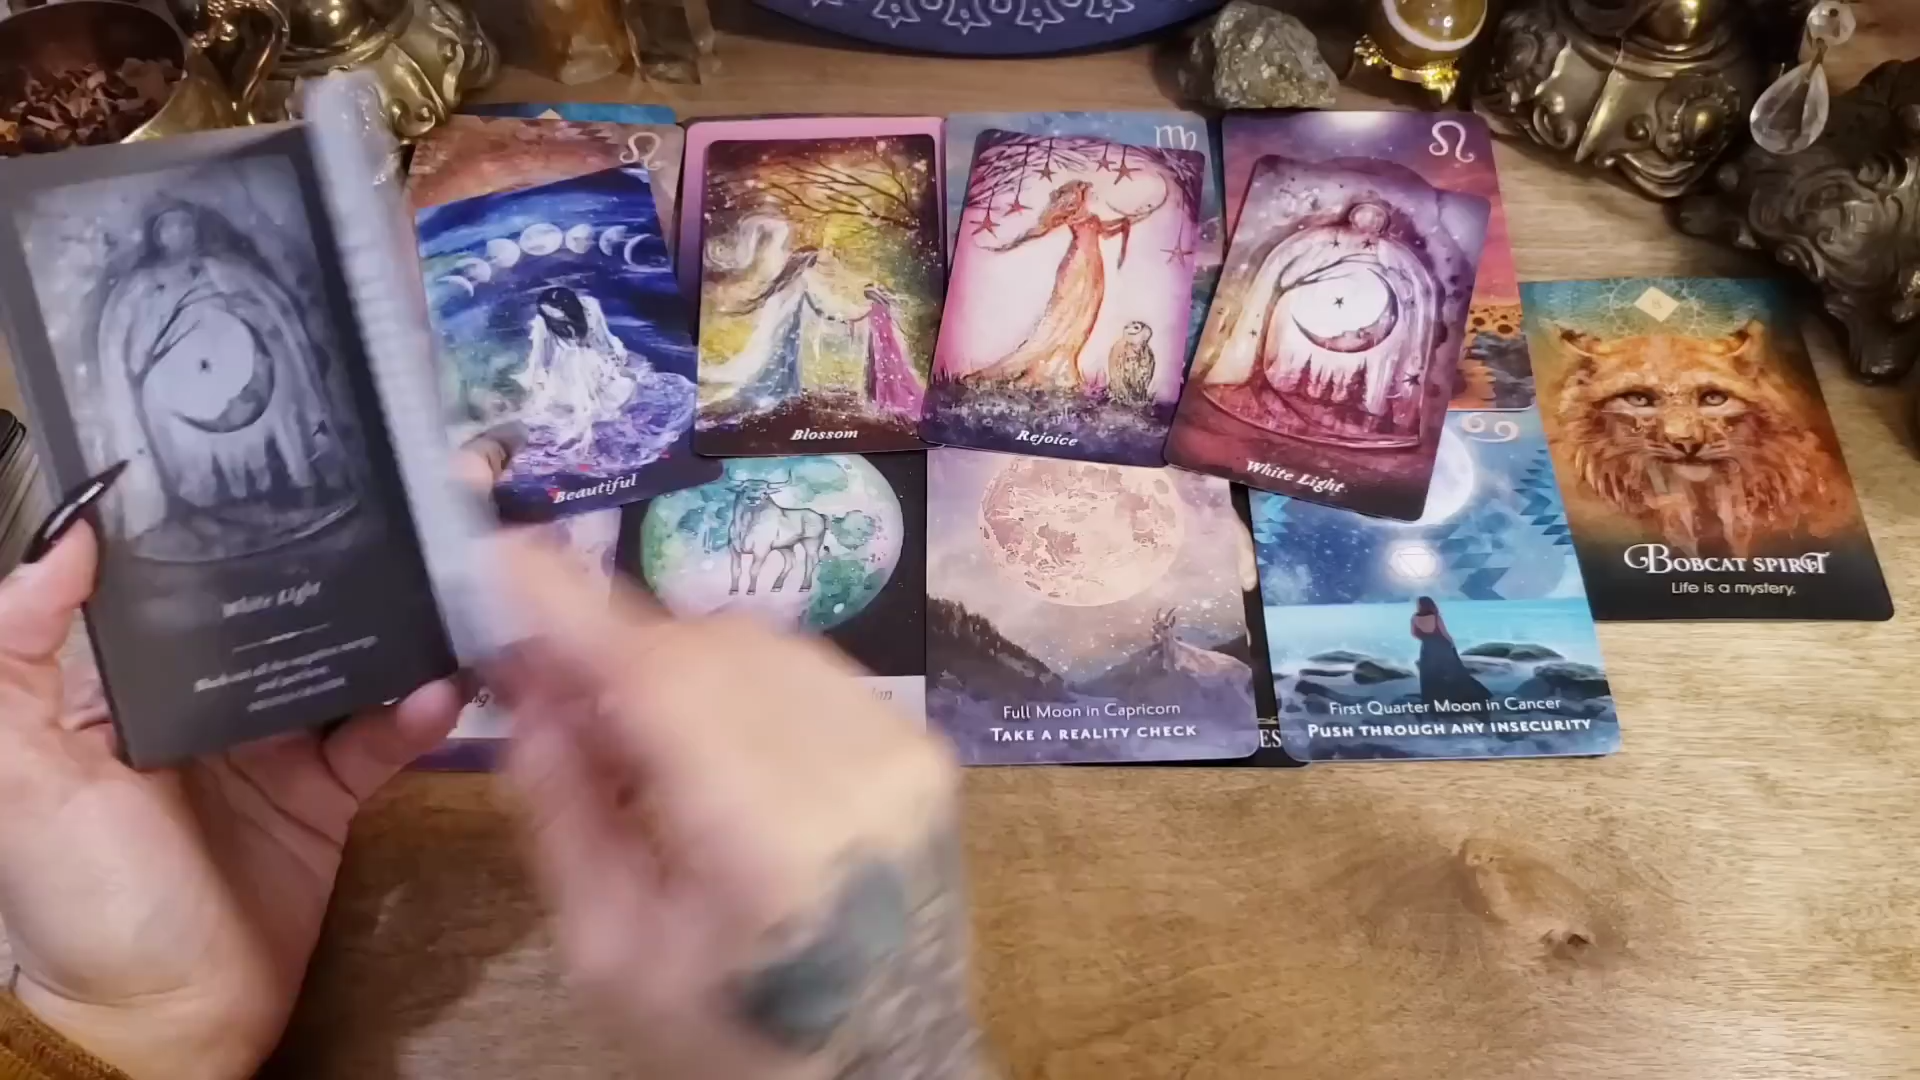 Beautiful
Blossom
Rejoice
White Light
BOBCAT SPIRIT
Life is a mystery.
Full Moon in Capricorn
TAKE A REALITY CHECK
First Quarter Moon in Cancer
PUSH THROUGH ANY INSECURITY
White Light